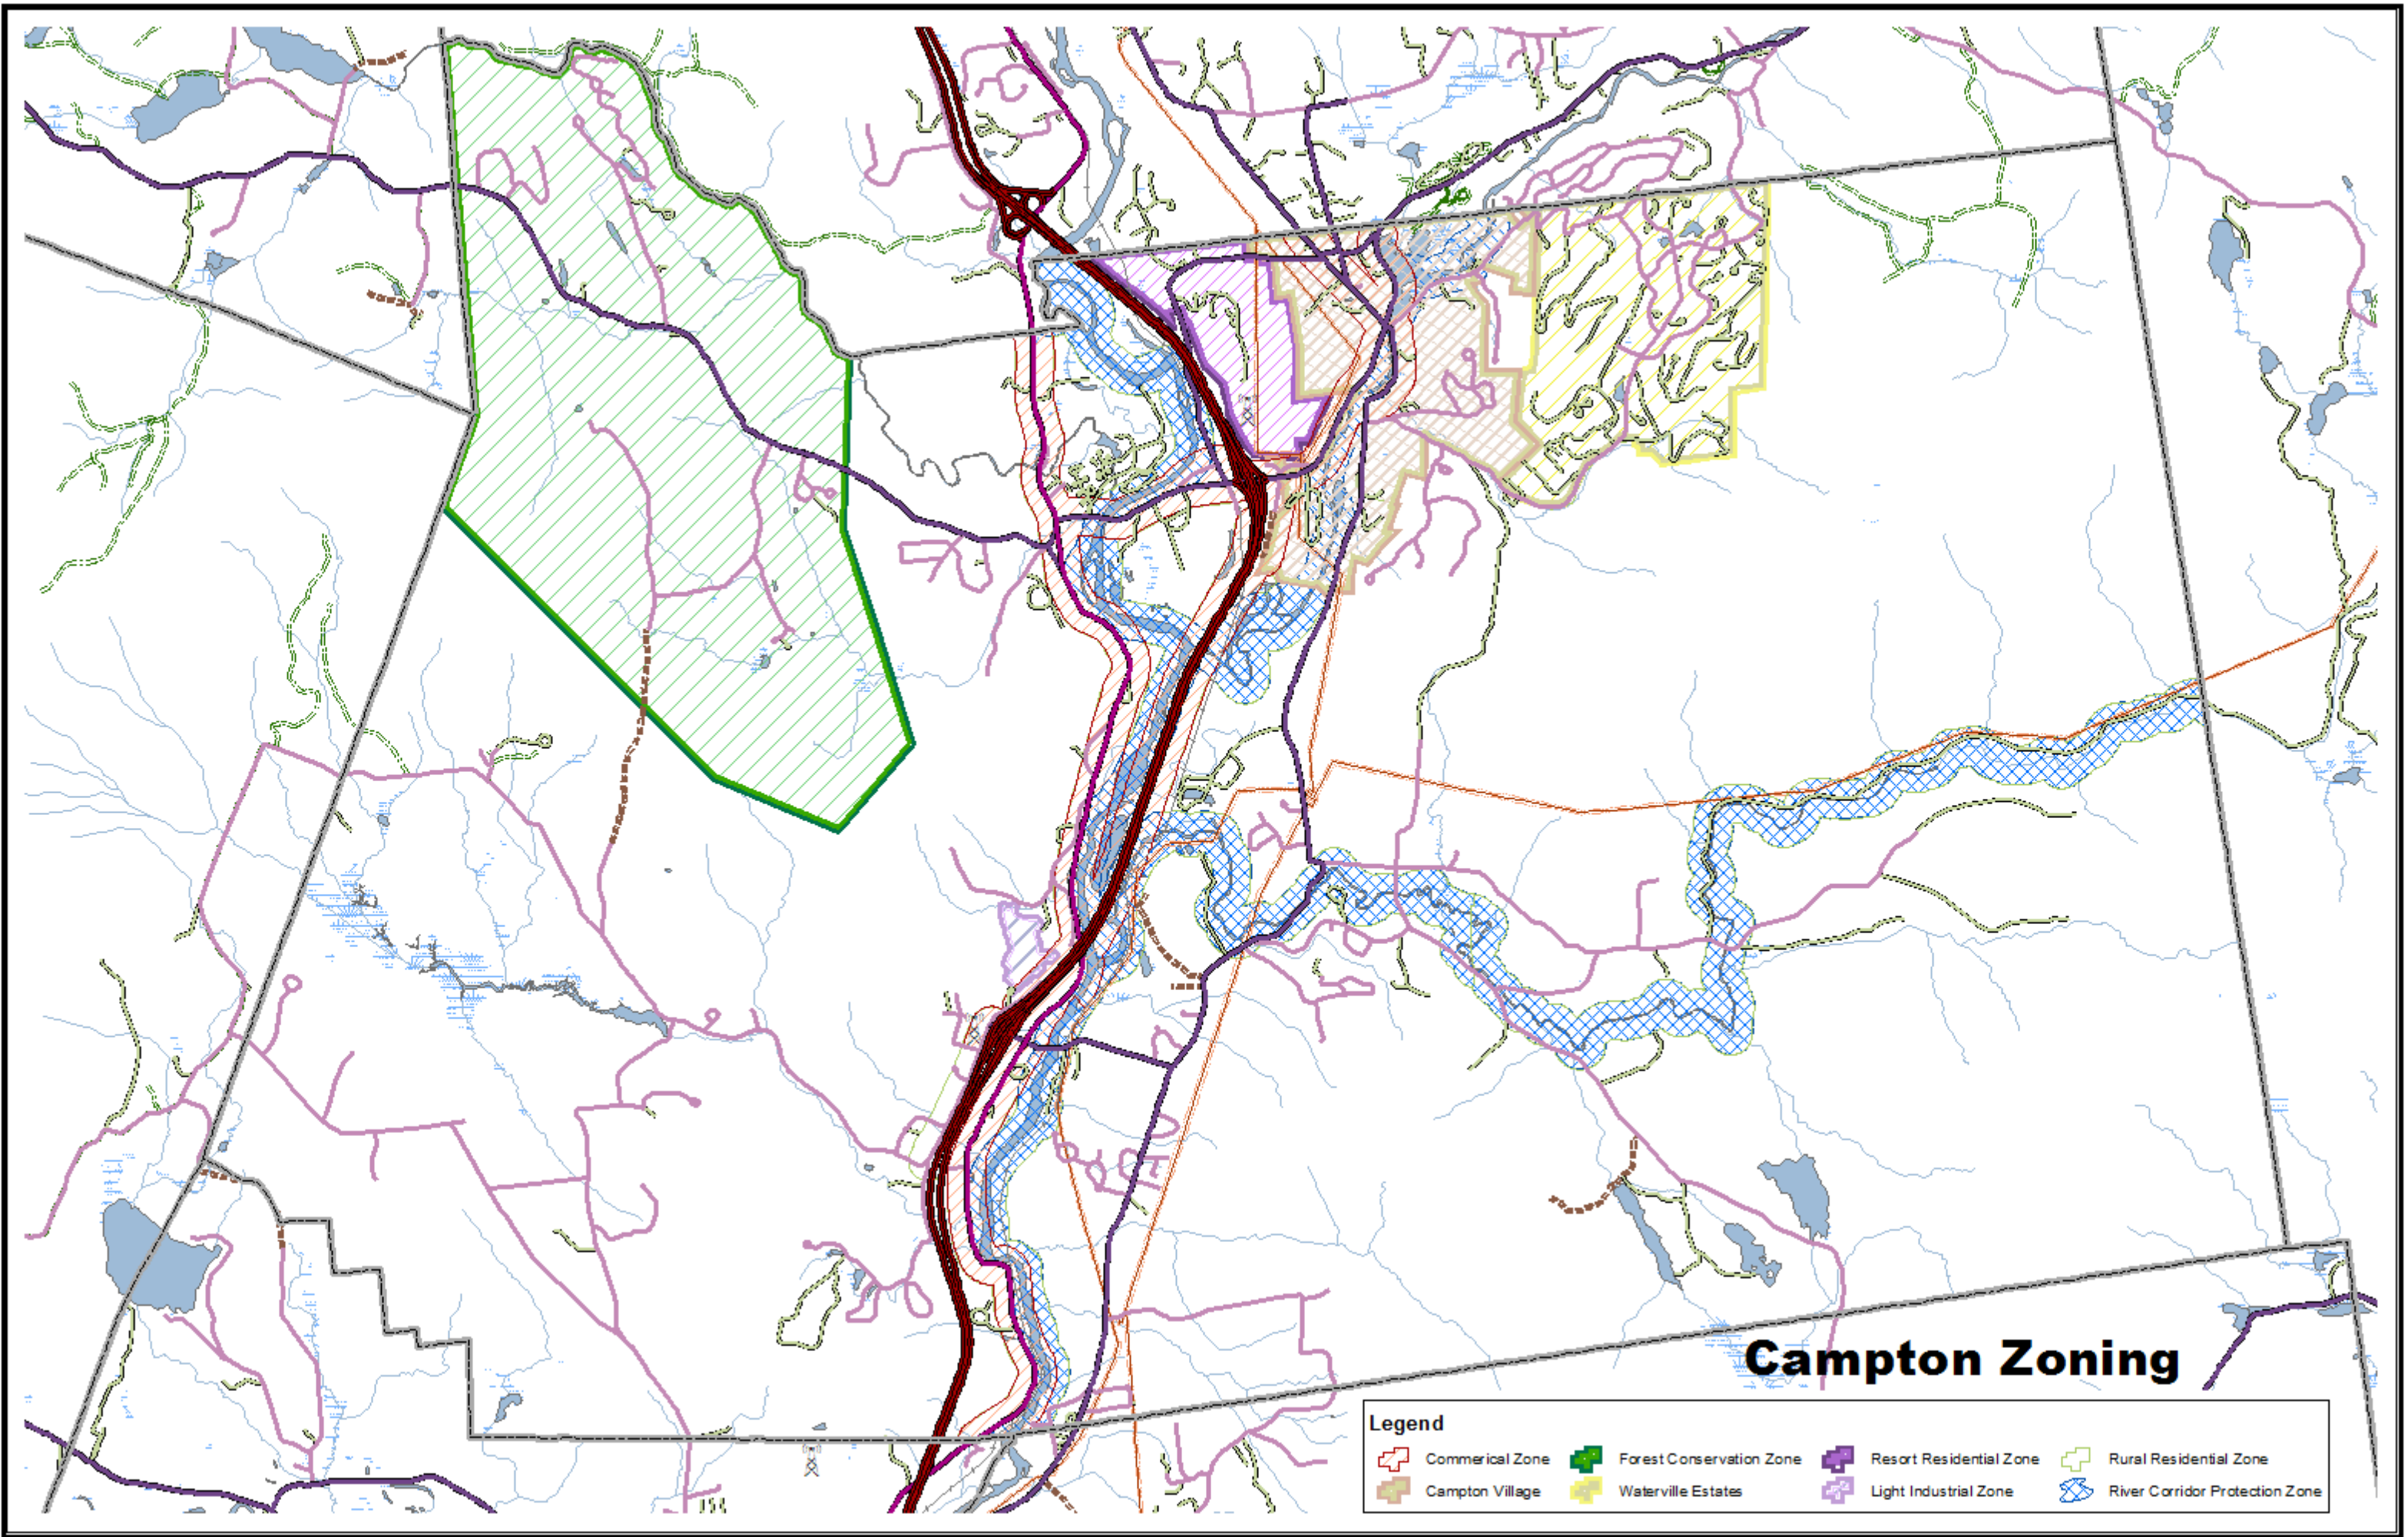 Campton Zoning
Legend
Commerical Zone
Forest Conservation Zone
Resort Residential Zone
Rural Residential Zone
Campton Village
Waterville Estates
Light Industrial Zone
River Corridor Protection Zone